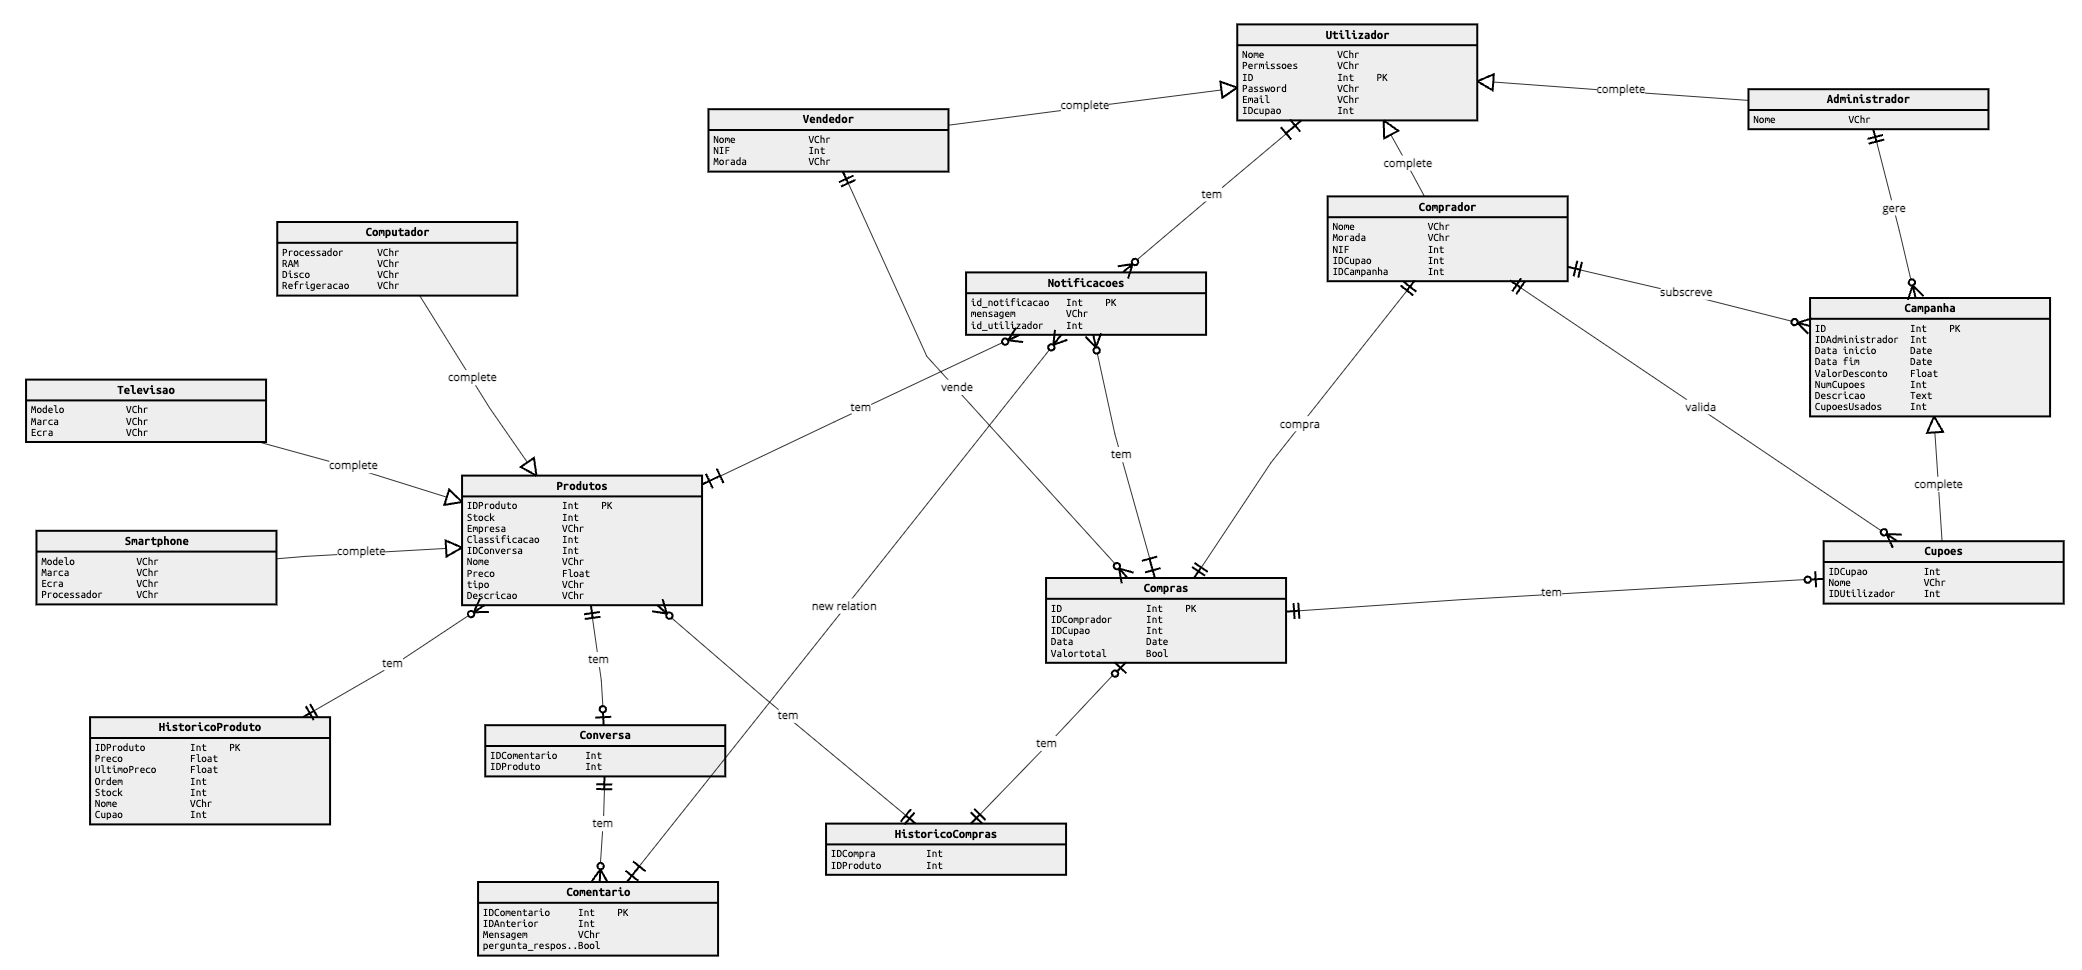 Utilizador
Nome VChr
Permissoes VChr
ID Int PK
Password VChr
Email VChr
IDcupao Int
complete
Vendedor
Nome VChr
NIF Int
Morada VChr
complete
Administrador
Nome VChr
complete
tem
gere
Comprador
Nome VChr
Morada VChr
NIF Int
IDCupao Int
IDCampanha Int
Computador
Processador VChr
RAM VChr
Disco VChr
Refrigeracao VChr
Notificacoes
id_notificacao Int PK
mensagem VChr
id_utilizador Int
subscreve
Campanha
ID Int PK
IDAdministrador Int
Data inicio Date
Data fim Date
ValorDesconto Float
NumCupoes Int
Descricao Text
CupoesUsados Int
complete
vende
tem
valida
compra
tem
Televisao
Modelo VChr
Marca VChr
Ecra VChr
complete
complete
Produtos
IDProduto Int PK
Stock Int
Empresa VChr
Classificacao Int
IDConversa Int
Nome VChr
Preco Float
tipo VChr
Descricao VChr
Smartphone
Modelo VChr
Marca VChr
Ecra VChr
Processador VChr
complete
Cupoes
IDCupao Int
Nome VChr
IDUtilizador Int
Compras
ID Int PK
IDComprador Int
IDCupao Int
Data Date
Valortotal Bool
tem
new relation
tem
tem
tem
tem
HistoricoProduto
IDProduto Int PK
Preco Float
UltimoPreco Float
Ordem Int
Stock Int
Nome VChr
Cupao Int
Conversa
IDComentario Int
IDProduto Int
tem
HistoricoCompras
IDCompra Int
IDProduto Int
Comentario
IDComentario Int PK
IDAnterior Int
Mensagem VChr
pergunta_respos..Bool